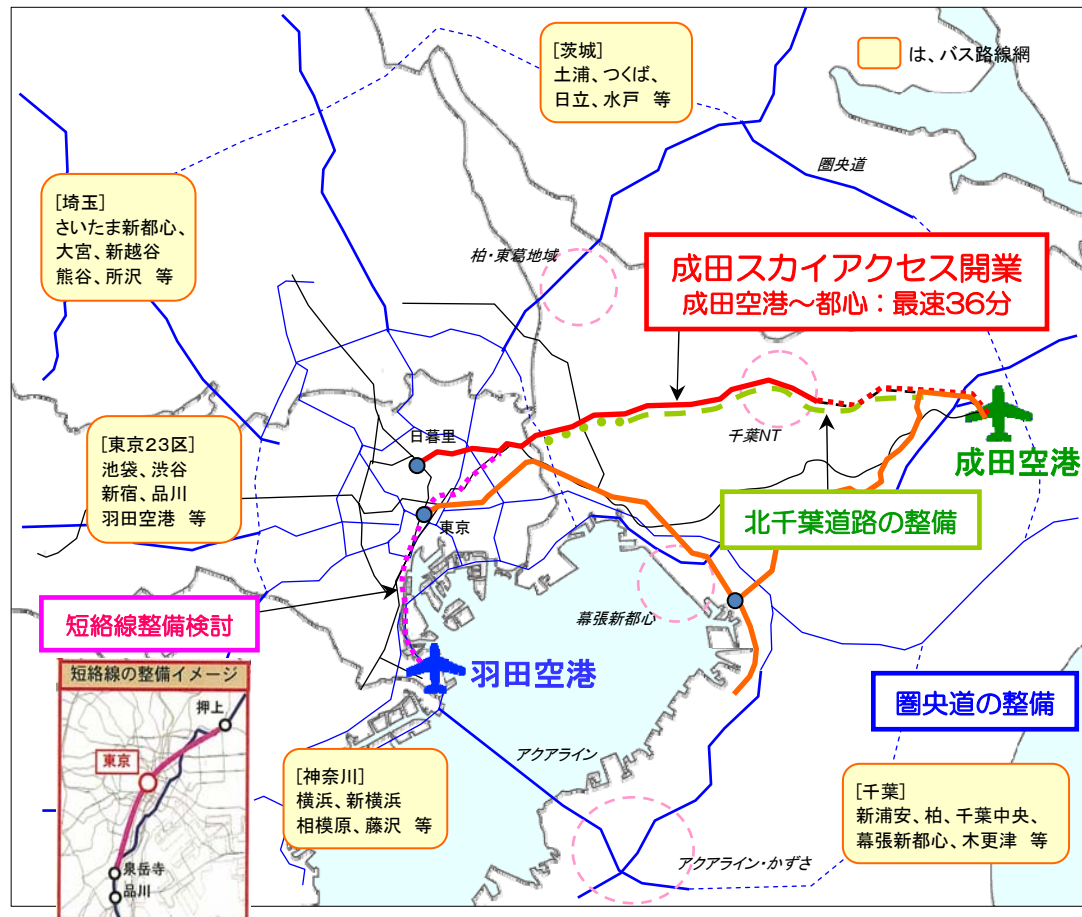 [茨城]
土浦、つくば、
日立、水戸 等
は、バス路線網
圏央道
[埼玉]
さいたま新都心、
大宮、新越谷
熊谷、所沢 等
柏・東葛地域
成田スカイアクセス開業
成田空港～都心：最速36分
[東京23区]
池袋、渋谷
新宿、品川
羽田空港 等
日暮里
千葉NT
成田空港
東京
北千葉道路の整備
短絡線整備検討
幕張新都心
羽田空港
短絡線の整備イメージ
押上
東京
泉岳寺
品川
圏央道の整備
アクアライン
[神奈川]
横浜、新横浜
相模原、藤沢 等
アクアライン・かずさ
[千葉]
新浦安、柏、千葉中央、
幕張新都心、木更津 等